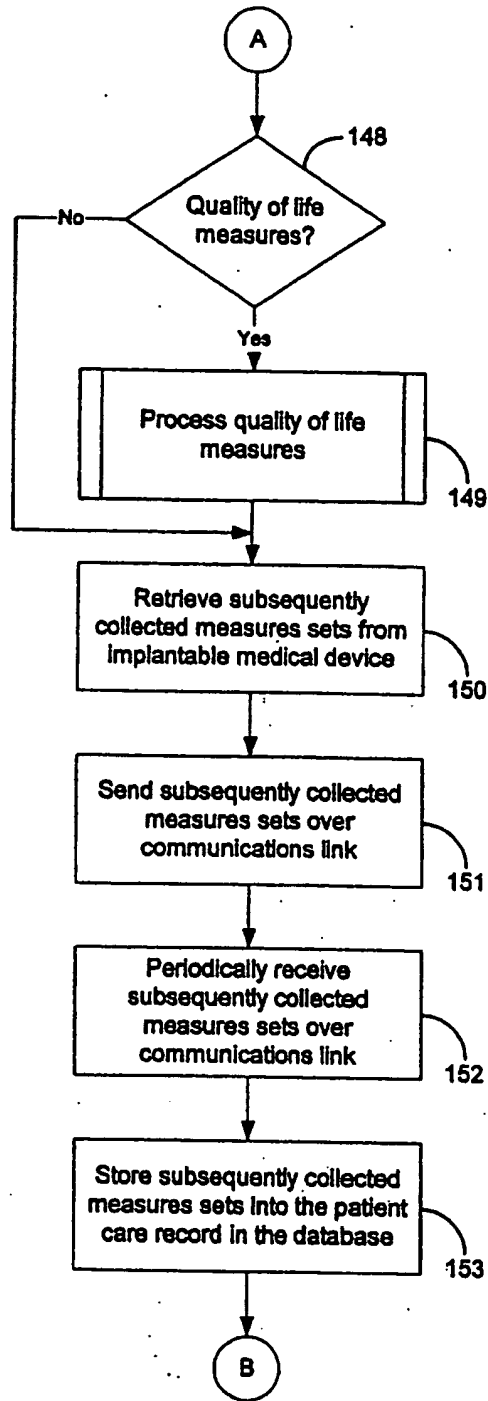 A
148
Quality of life
measures?
No
Yes
Process quality of life
measures
149
Retrieve subsequently
collected measures sets from
implantable medical device
150
Send subsequently collected
measures sets over
communications link
151
Periodically receive
subsequently collected
measures sets over
communications link
152
Store subsequently collected
measures sets into the patient
care record in the database
153
B